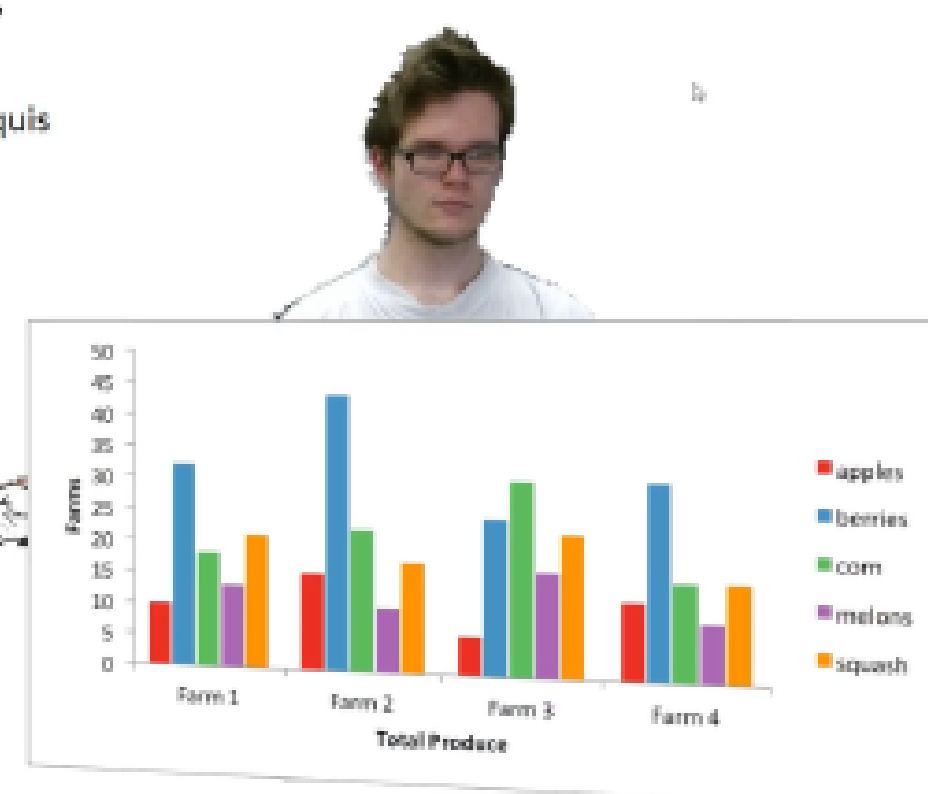 quis
50
45
40
35
30
25
20
15
10
5
0
Farms
Farm 1
Farm 2
Farm 3
Farm 4
Total Produce
apples
berries
corn
melons
squash